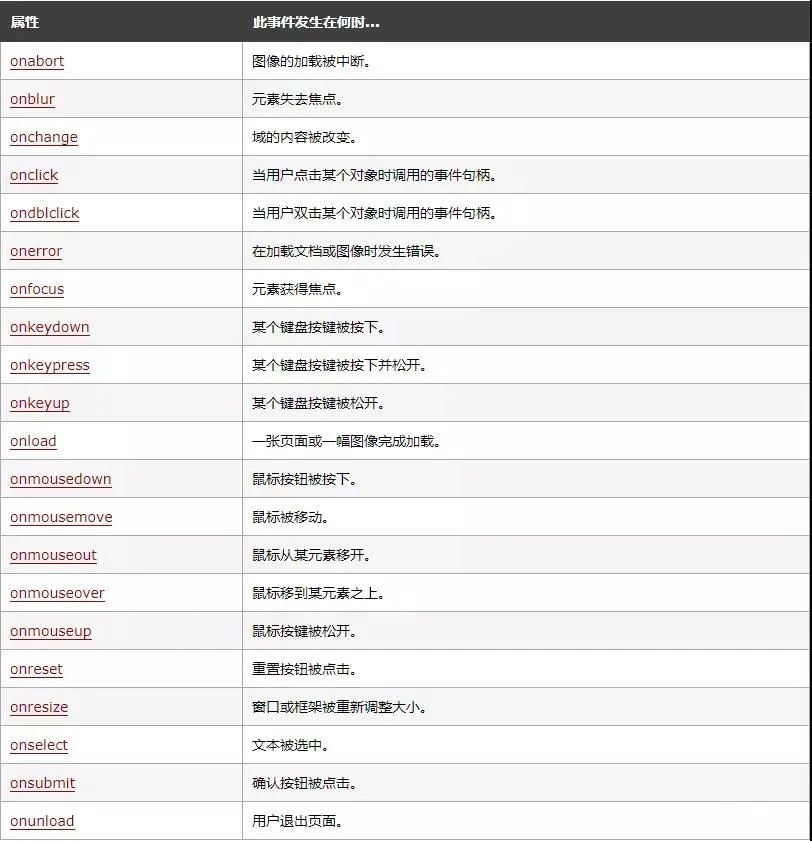 属性 此事件发生在何时...
onabort 图像的加载被中断。
onblur 元素失去焦点。
onchange 域的内容被改变。
onclick 当用户点击某个对象时调用的事件句柄。
ondblclick 当用户双击某个对象时调用的事件句柄。
onerror 在加载文档或图像时发生错误。
onfocus 元素获得焦点。
onkeydown 某个键盘按键被按下。
onkeypress 某个键盘按键被按下并松开。
onkeyup 某个键盘按键被松开。
onload 一张页面或一幅图像完成加载。
onmousedown 鼠标按钮被按下。
onmousemove 鼠标被移动。
onmouseout 鼠标从某元素移开。
onmouseover 鼠标移到某元素之上。
onmouseup 鼠标按键被松开。
onreset 重置按钮被点击。
onresize 窗口或框架被重新调整大小。
onselect 文本被选中。
onsubmit 确认按钮被点击。
onunload 用户退出页面。